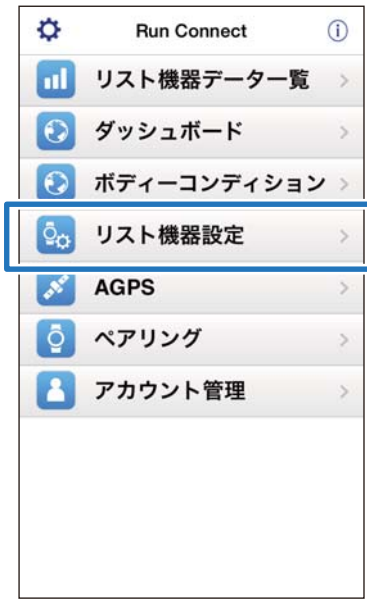 Run Connect
リスト機器データ一覧
ダッシュボード
ボディーコンディション
リスト機器設定
AGPS
ペアリング
アカウント管理